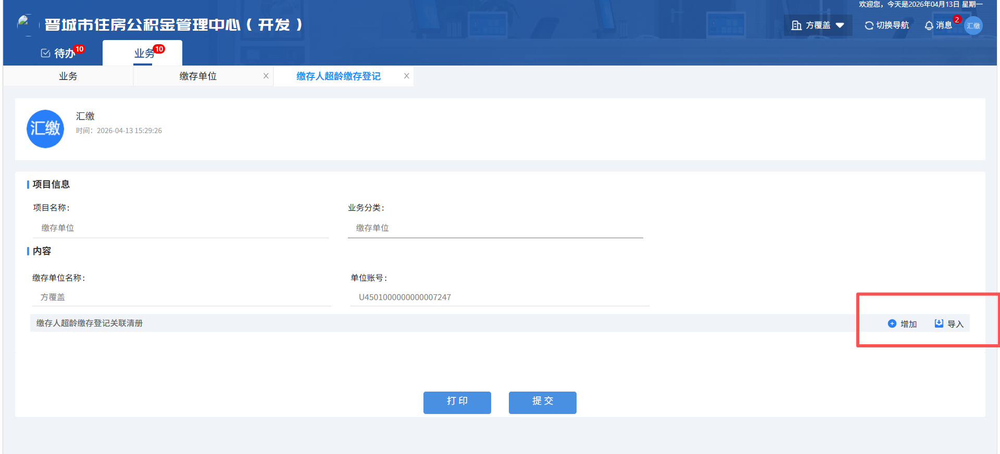 欢迎您，今天是2026年04月13日 星期一
晋城市住房公积金管理中心（开发）
方覆盖 切换导航 消息 2 汇缴
待办 10 业务 10
业务 缴存单位 X 缴存人超龄缴存登记 X
汇缴
汇缴
时间：2026-04-13 15:29:26
项目信息
项目名称: 业务分类:
缴存单位 缴存单位
内容
缴存单位名称: 单位账号:
方覆盖 U4501000000000007247
缴存人超龄缴存登记关联清册 增加 导入
打印 提交